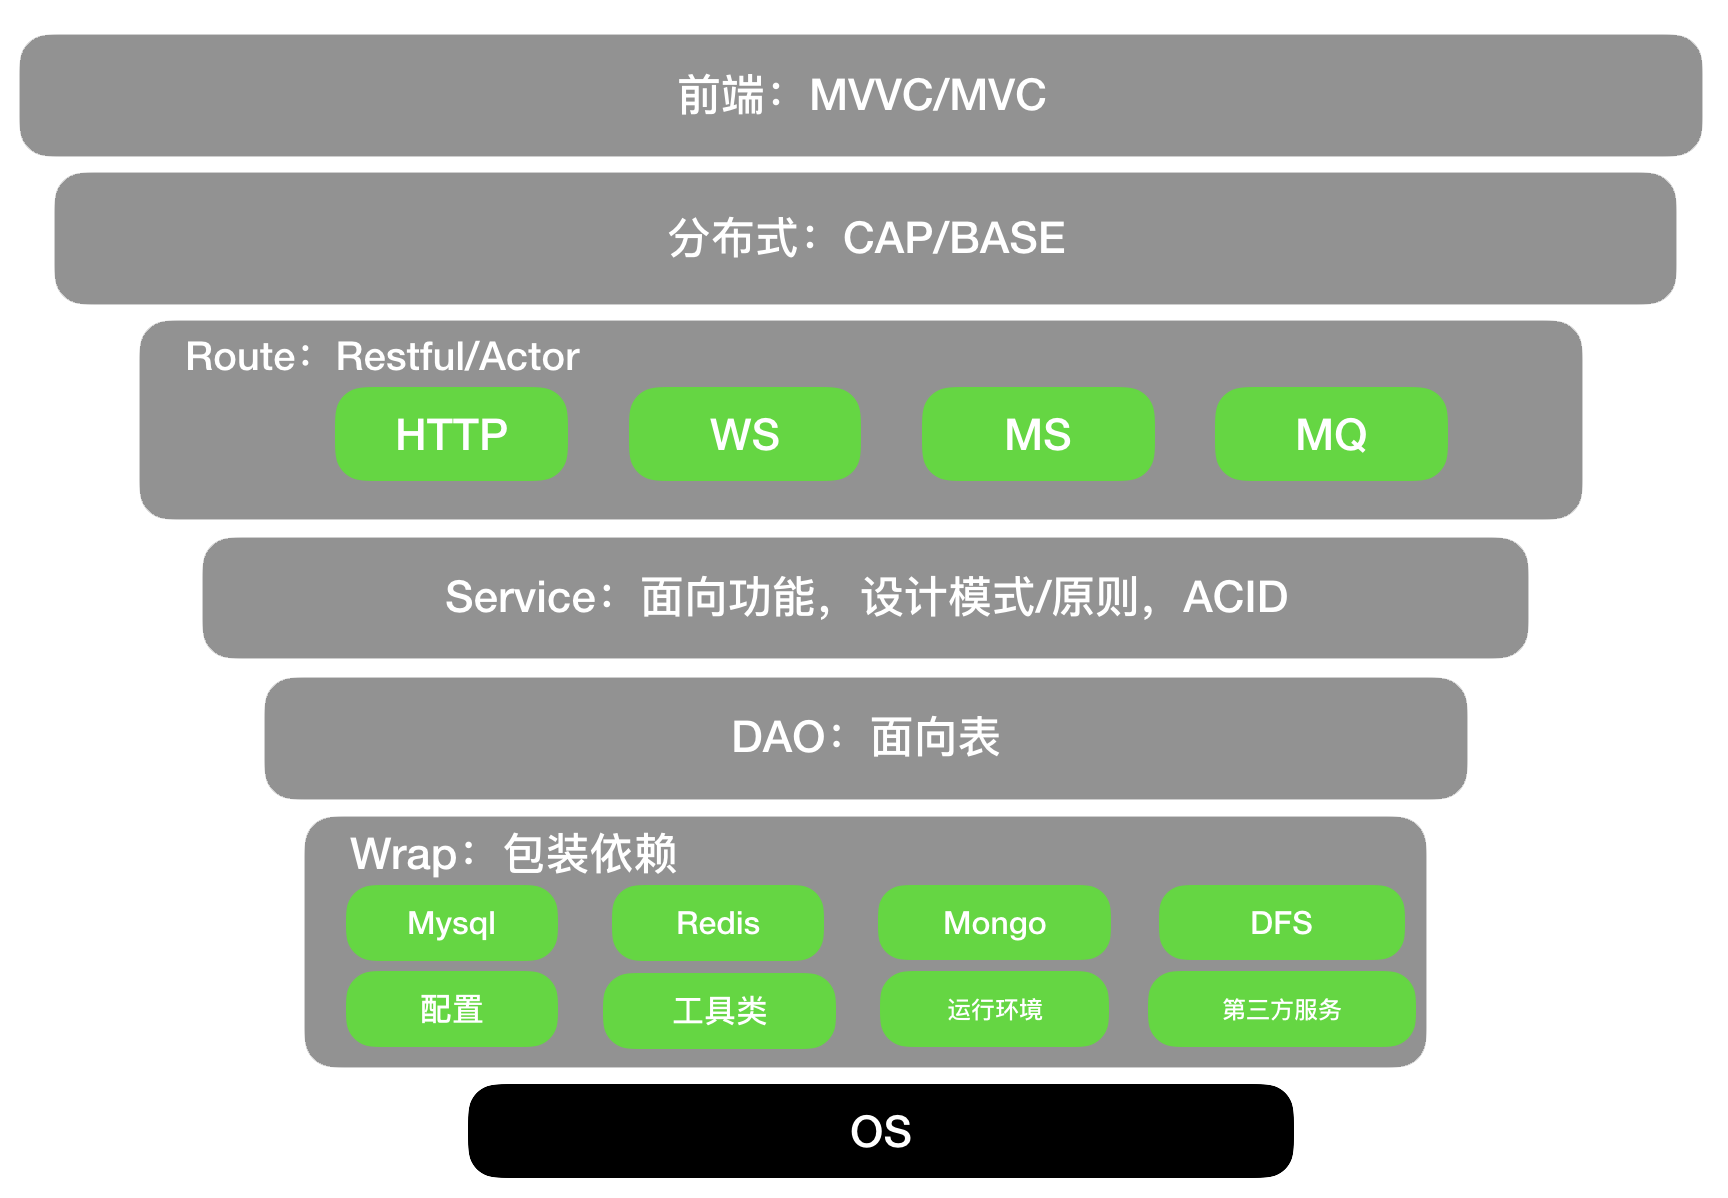 前端：MVVC/MVC
分布式：CAP/BASE
Route：Restful/Actor
HTTP
WS
MS
MQ
Service：面向功能，设计模式/原则，ACID
DAO：面向表
Wrap：包装依赖
Mysql
Redis
Mongo
DFS
配置
工具类
运行环境
第三方服务
OS